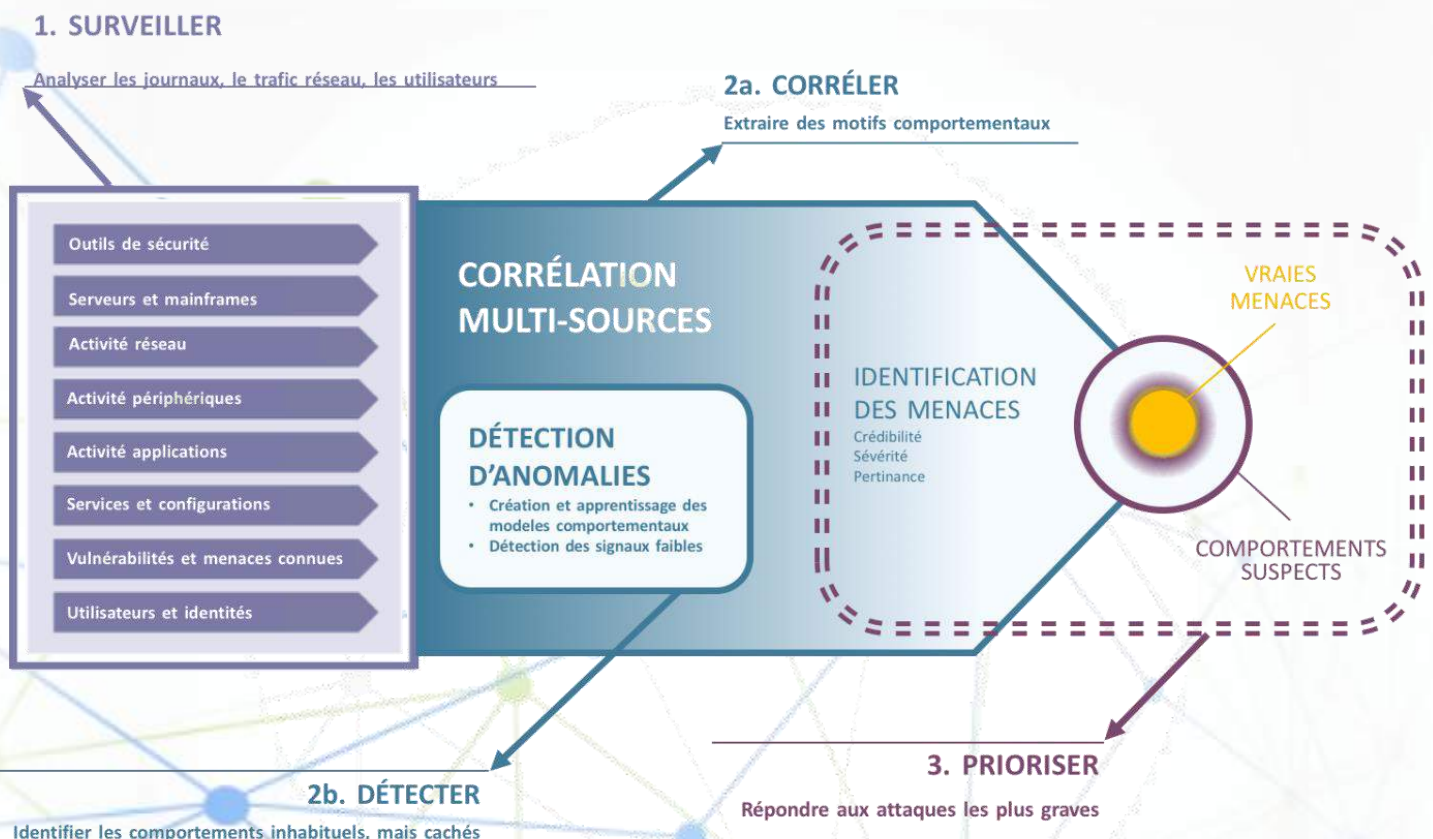 1. SURVEILLER
Analyser les journaux, le trafic réseau, les utilisateurs
2a. CORRÉLER
Extraire des motifs comportementaux
Outils de sécurité
Serveurs et mainframes
Activité réseau
Activité périphériques
Activité applications
Services et configurations
Vulnérabilités et menaces connues
Utilisateurs et identités
CORRÉLATION
MULTI-SOURCES
DÉTECTION
D’ANOMALIES
• Création et apprentissage des
modeles comportementaux
• Détection des signaux faibles
IDENTIFICATION
DES MENACES
Crédibilité
Sévérité
Pertinance
VRAIES
MENACES
COMPORTEMENTS
SUSPECTS
2b. DÉTECTER
Identifier les comportements inhabituels, mais cachés
3. PRIORISER
Répondre aux attaques les plus graves